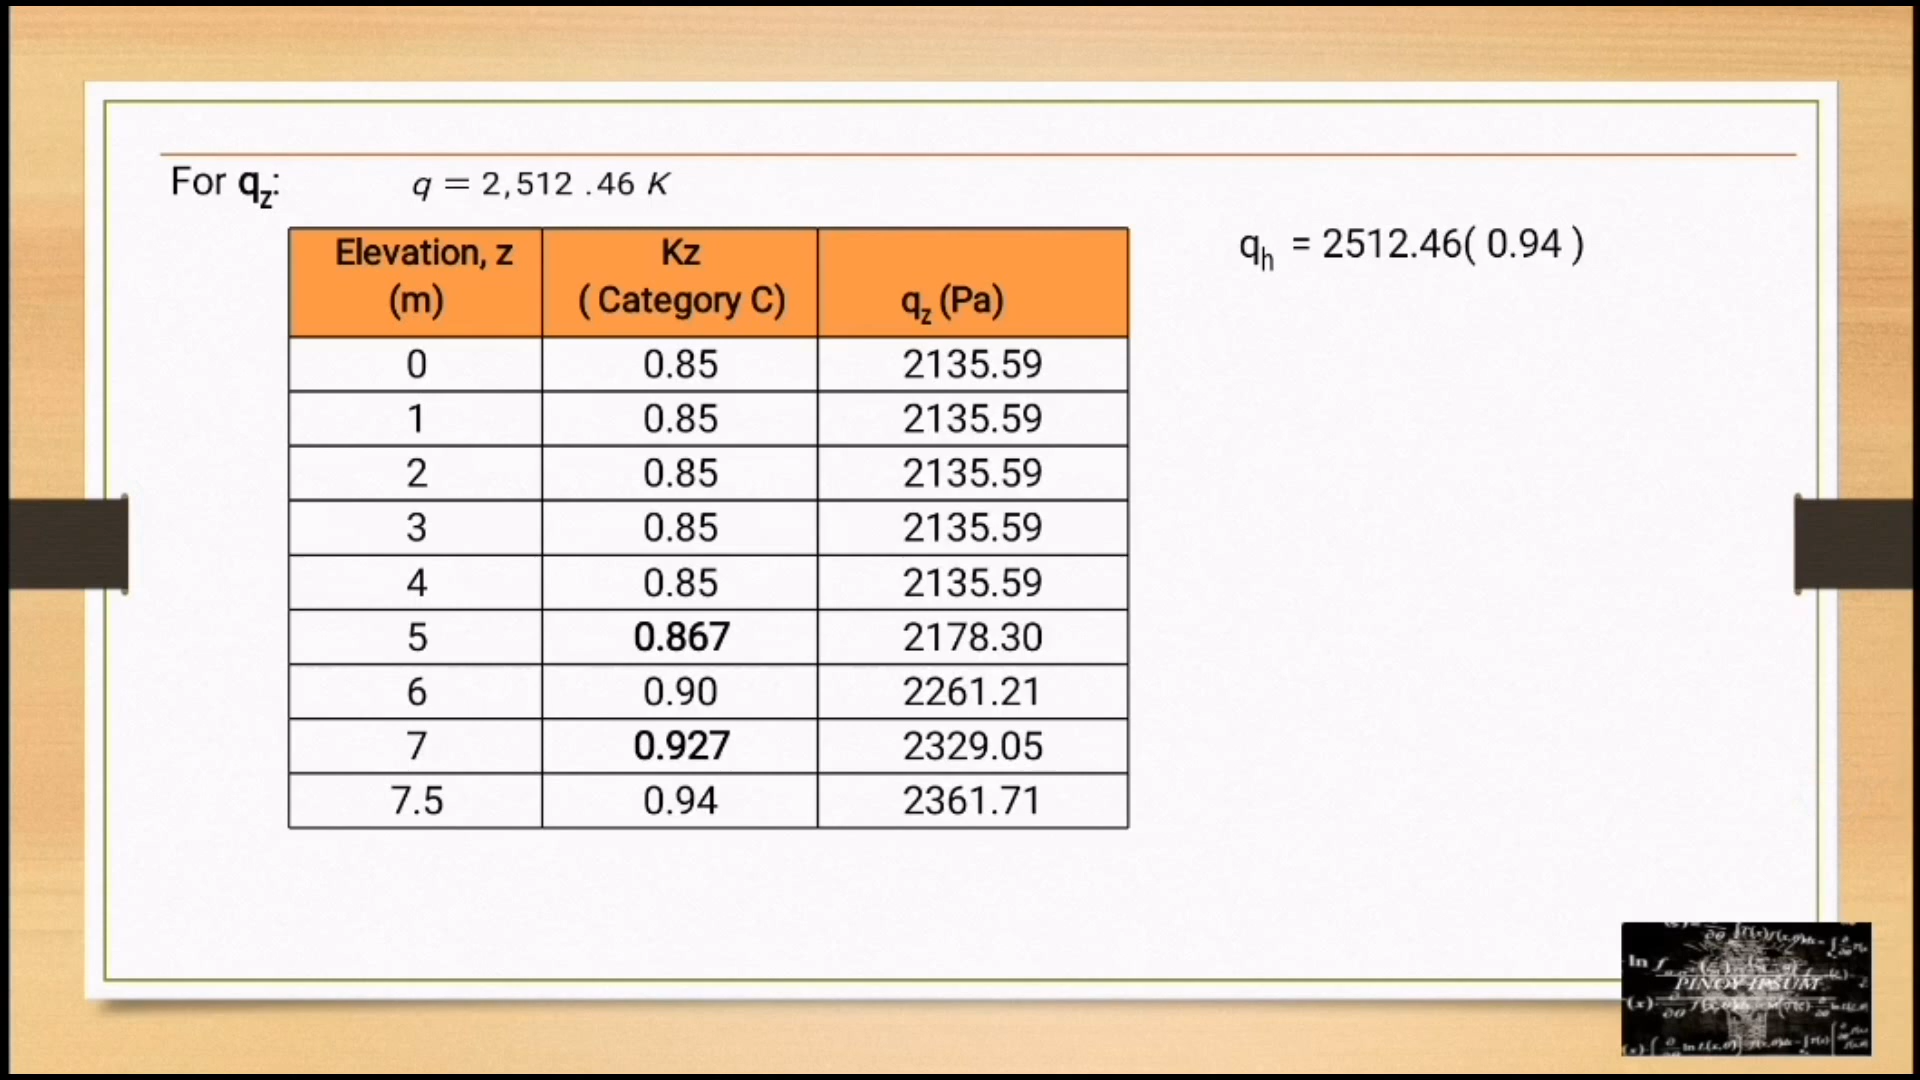 For qz:
q = 2,512 .46 K
qh = 2512.46( 0.94 )
Elevation, z (m) Kz ( Category C) qz (Pa)
0 0.85 2135.59
1 0.85 2135.59
2 0.85 2135.59
3 0.85 2135.59
4 0.85 2135.59
5 0.867 2178.30
6 0.90 2261.21
7 0.927 2329.05
7.5 0.94 2361.71
PINOY IPSUM